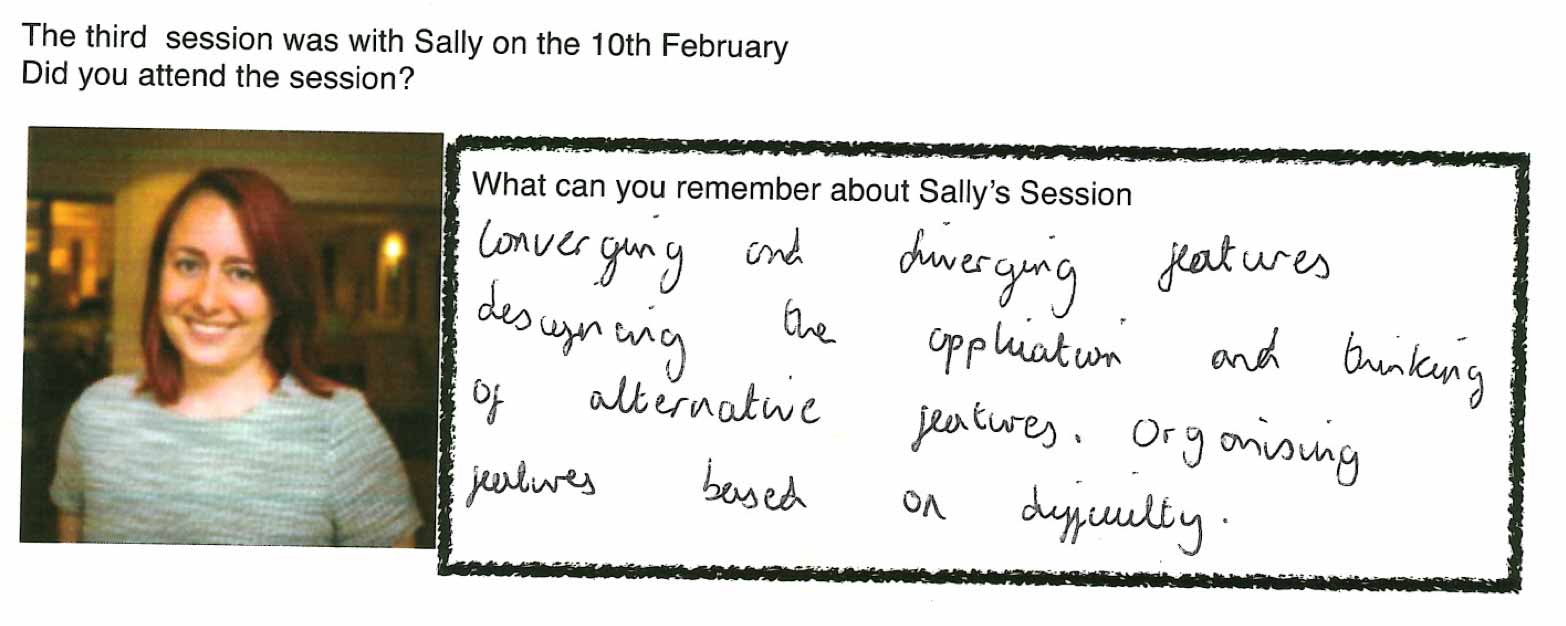 The third session was with Sally on the 10th February
Did you attend the session?
What can you remember about Sally's Session
Converging and diverging features
designing the application and thinking
of alternative features. Organising
features based on difficulty.